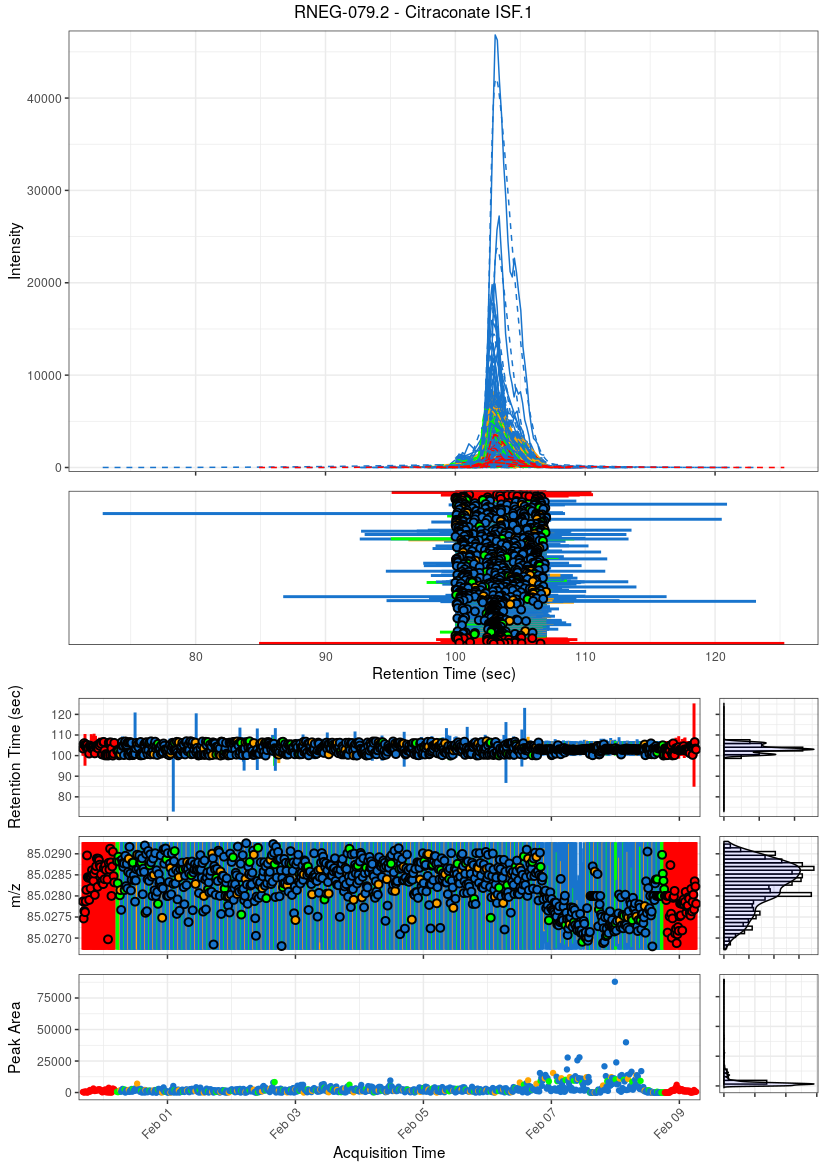 RNEG-079.2 - Citraconate ISF.1
Intensity
40000
30000
20000
10000
0
80
90
100
110
120
Retention Time (sec)
Retention Time (sec)
120
110
100
90
80
m/z
85.0290
85.0285
85.0280
85.0275
85.0270
Peak Area
75000
50000
25000
0
Feb 01
Feb 03
Feb 05
Feb 07
Feb 09
Acquisition Time